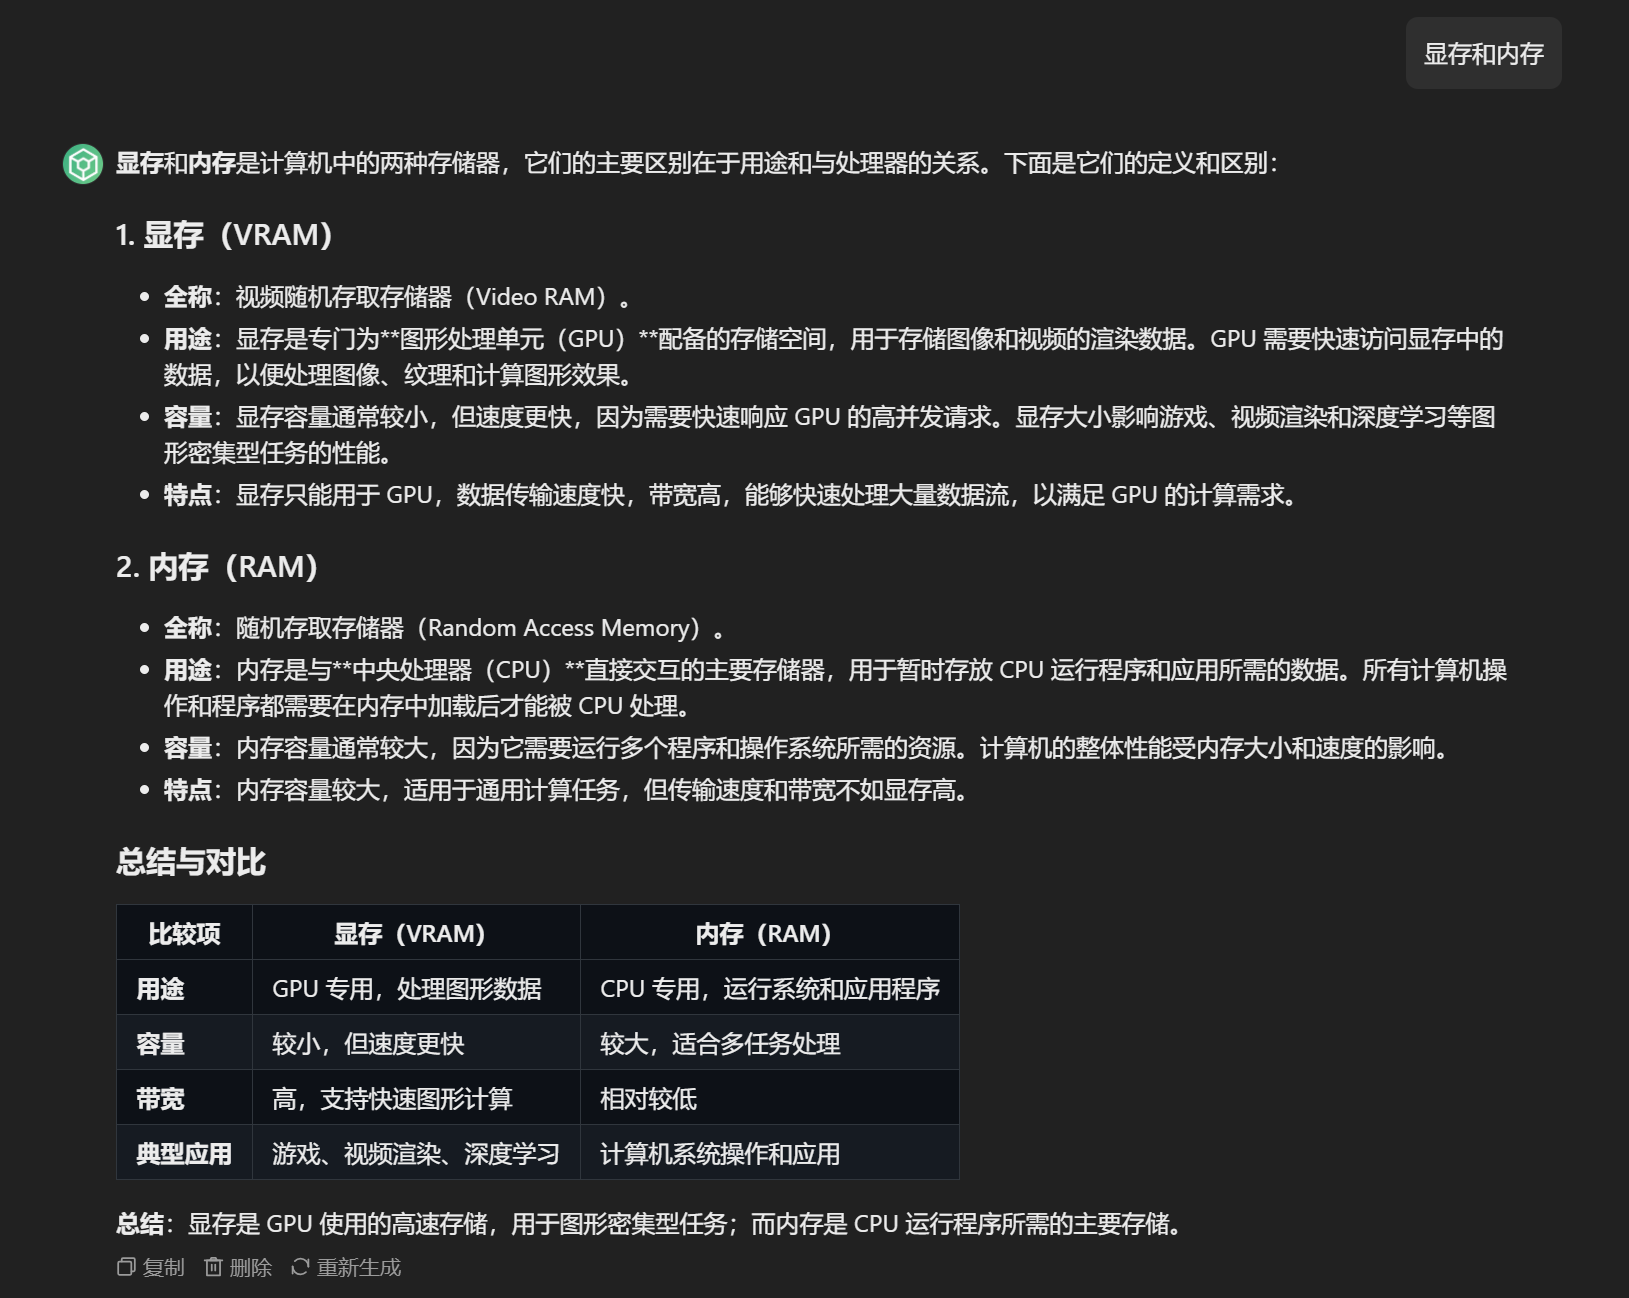 显存和内存
显存和内存是计算机中的两种存储器，它们的主要区别在于用途和与处理器的关系。下面是它们的定义和区别：
1. 显存（VRAM）
• 全称：视频随机存取存储器（Video RAM）。
• 用途：显存是专门为**图形处理单元（GPU）**配备的存储空间，用于存储图像和视频的渲染数据。GPU 需要快速访问显存中的
数据，以便处理图像、纹理和计算图形效果。
• 容量：显存容量通常较小，但速度更快，因为需要快速响应 GPU 的高并发请求。显存大小影响游戏、视频渲染和深度学习等图
形密集型任务的性能。
• 特点：显存只能用于 GPU，数据传输速度快，带宽高，能够快速处理大量数据流，以满足 GPU 的计算需求。
2. 内存（RAM）
• 全称：随机存取存储器（Random Access Memory）。
• 用途：内存是与**中央处理器（CPU）**直接交互的主要存储器，用于暂时存放 CPU 运行程序和应用所需的数据。所有计算机操
作和程序都需要在内存中加载后才能被 CPU 处理。
• 容量：内存容量通常较大，因为它需要运行多个程序和操作系统所需的资源。计算机的整体性能受内存大小和速度的影响。
• 特点：内存容量较大，适用于通用计算任务，但传输速度和带宽不如显存高。
总结与对比
比较项 显存（VRAM） 内存（RAM）
用途 GPU 专用，处理图形数据 CPU 专用，运行系统和应用程序
容量 较小，但速度更快 较大，适合多任务处理
带宽 高，支持快速图形计算 相对较低
典型应用 游戏、视频渲染、深度学习 计算机系统操作和应用
总结：显存是 GPU 使用的高速存储，用于图形密集型任务；而内存是 CPU 运行程序所需的主要存储。
复制 删除 重新生成